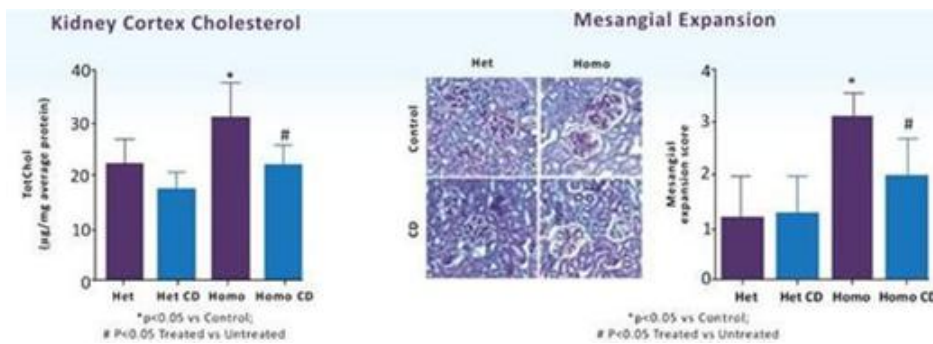 Kidney Cortex Cholesterol
40
30
20
10
0
TotChol
(µg/mg average protein)
*
#
Het
Het CD
Homo
Homo CD
*p<0.05 vs Control;
# P<0.05 Treated vs Untreated
Mesangial Expansion
Het
Homo
Control
CD
4
3
2
1
0
Mesangial
expansion score
*
#
Het
Het CD
Homo
Homo CD
*p<0.05 vs Control;
# P<0.05 Treated vs Untreated